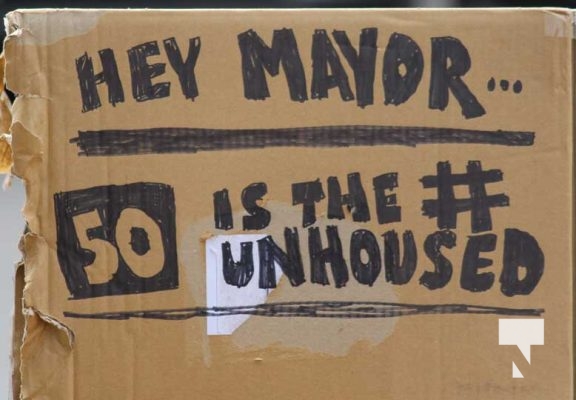 HEY MAYOR...
50 IS THE #
UNHOUSED